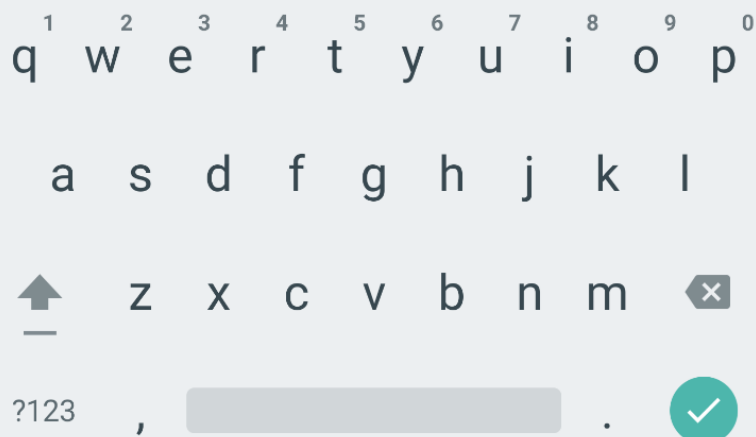 1 2 3 4 5 6 7 8 9 0
q w e r t y u i o p
a s d f g h j k l
z x c v b n m
?123 , .